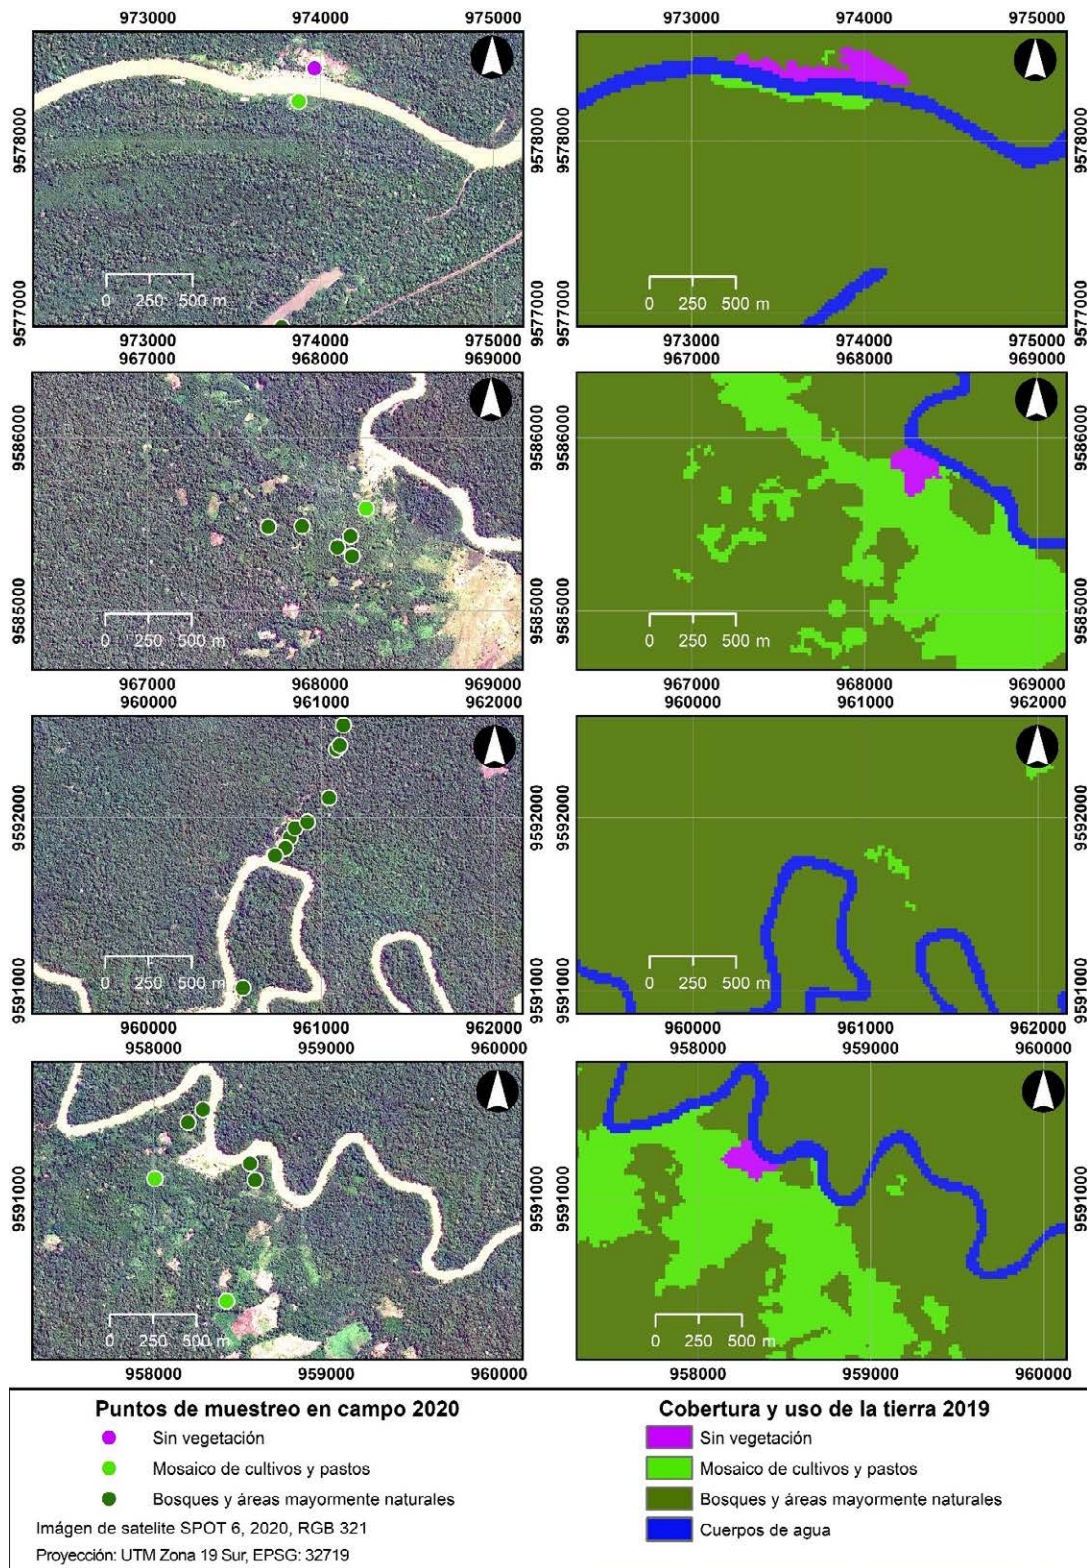 973000 974000 975000 973000 974000 975000
9578000 9578000 9578000
9577000 9577000 9577000
0 250 500 m 0 250 500 m
973000 974000 975000 973000 974000 975000
967000 968000 969000 967000 968000 969000
9586000 9586000 9586000
9585000 9585000 9585000
0 250 500 m 0 250 500 m
967000 968000 969000 967000 968000 969000
960000 961000 962000 960000 961000 962000
9592000 9592000 9592000
9591000 9591000 9591000
0 250 500 m 0 250 500 m
960000 961000 962000 960000 961000 962000
958000 959000 960000 958000 959000 960000
9591000 9591000
0 250 500 m 0 250 500 m
958000 959000 960000 958000 959000 960000
Puntos de muestreo en campo 2020
Sin vegetación
Mosaico de cultivos y pastos
Bosques y áreas mayormente naturales
Imágen de satelite SPOT 6, 2020, RGB 321
Proyección: UTM Zona 19 Sur, EPSG: 32719
Cobertura y uso de la tierra 2019
Sin vegetación
Mosaico de cultivos y pastos
Bosques y áreas mayormente naturales
Cuerpos de agua